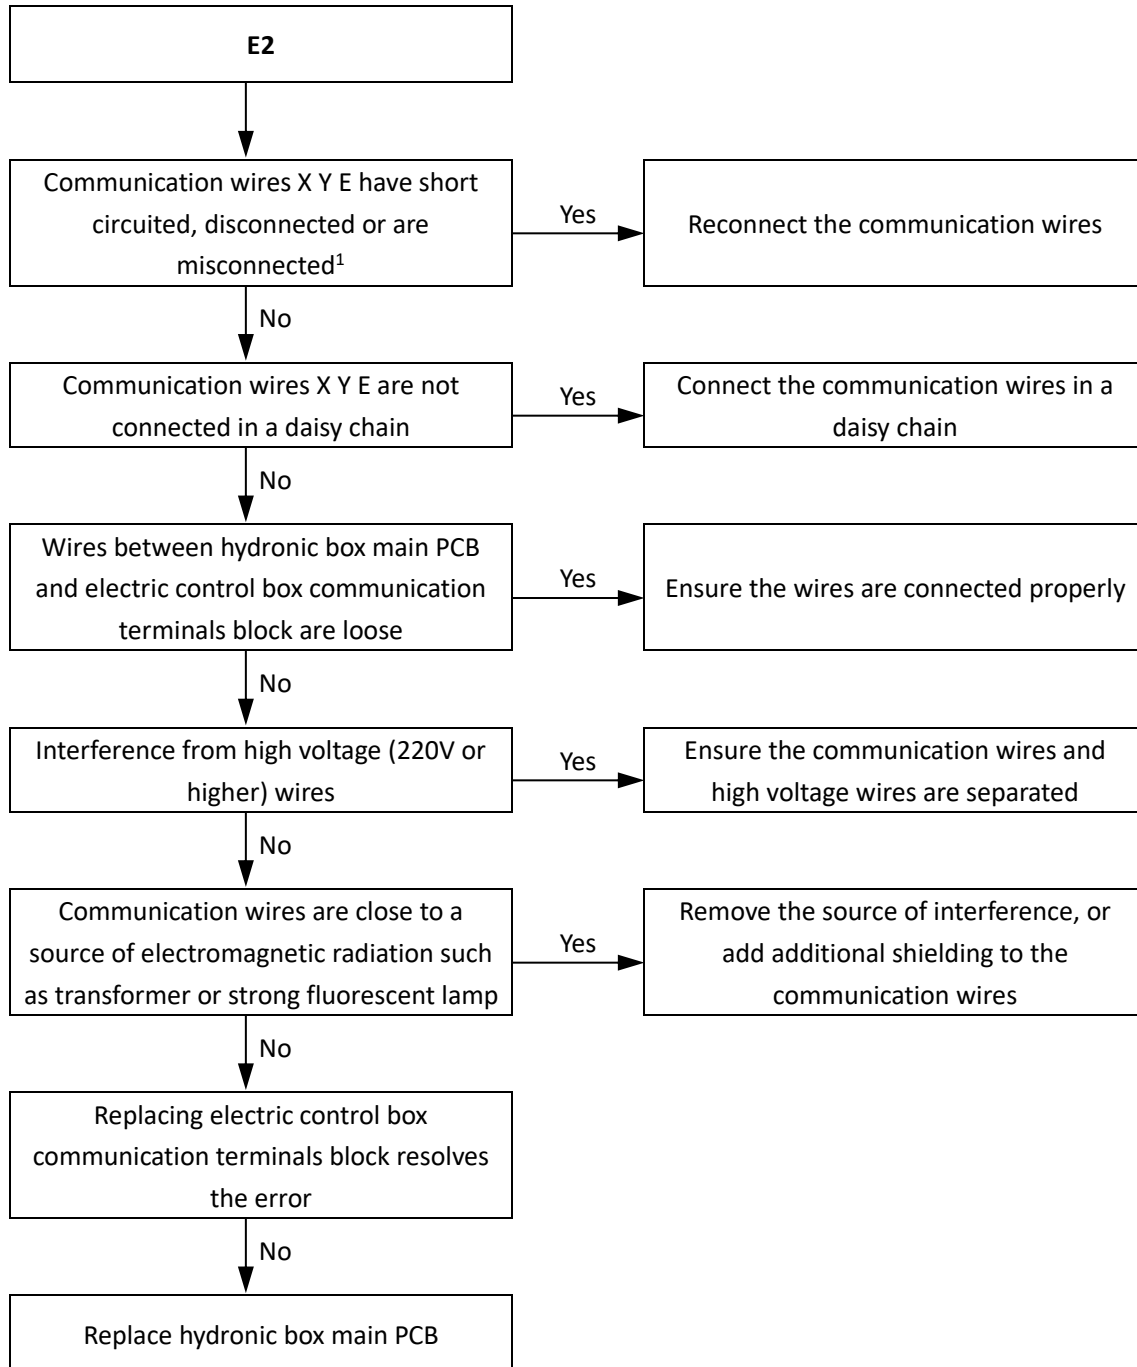 E2
Communication wires X Y E have short
circuited, disconnected or are
misconnected¹
Yes
Reconnect the communication wires
No
Communication wires X Y E are not
connected in a daisy chain
Yes
Connect the communication wires in a
daisy chain
No
Wires between hydronic box main PCB
and electric control box communication
terminals block are loose
Yes
Ensure the wires are connected properly
No
Interference from high voltage (220V or
higher) wires
Yes
Ensure the communication wires and
high voltage wires are separated
No
Communication wires are close to a
source of electromagnetic radiation such
as transformer or strong fluorescent lamp
Yes
Remove the source of interference, or
add additional shielding to the
communication wires
No
Replacing electric control box
communication terminals block resolves
the error
No
Replace hydronic box main PCB